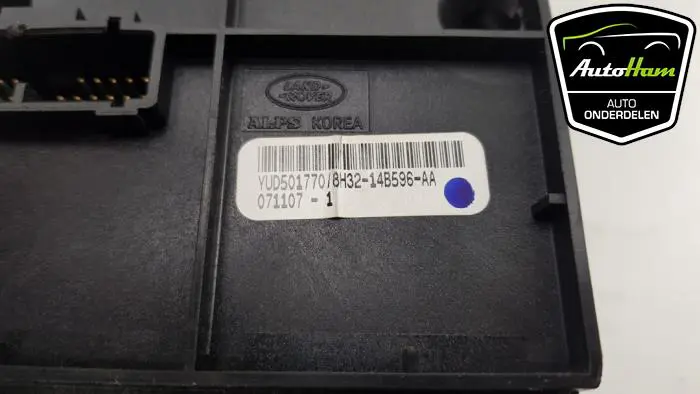 LAND-
-ROVER
ALPS KOREA
YUD501770/8H32-14B596-AA
071107 - 1
AutoHam
AUTO
ONDERDELEN